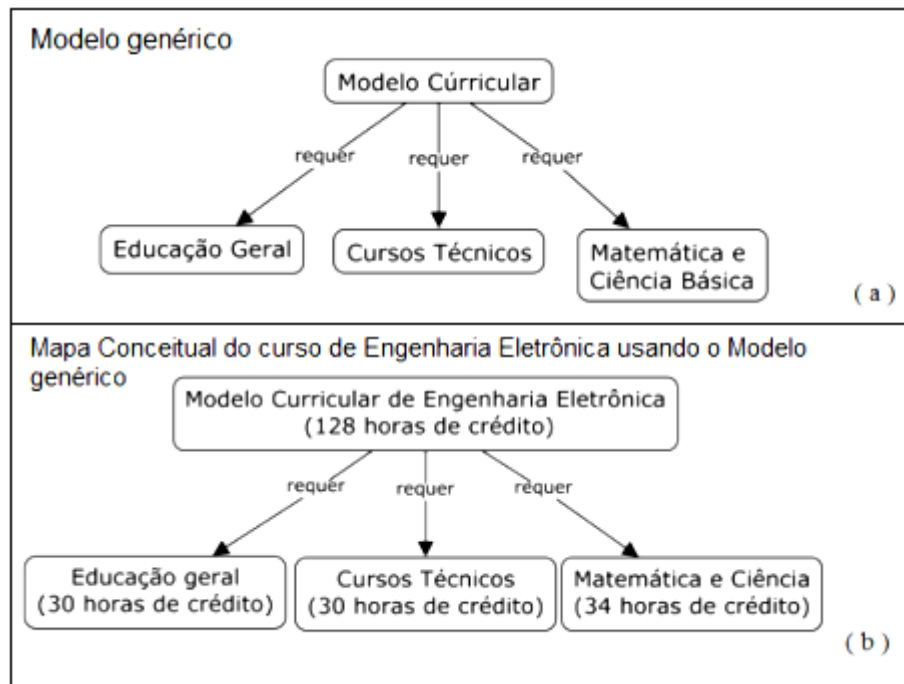 Modelo genérico
Modelo Cúrricular
requer
requer
requer
Educação Geral
Cursos Técnicos
Matemática e
Ciência Básica
( a )
Mapa Conceitual do curso de Engenharia Eletrônica usando o Modelo
genérico
Modelo Curricular de Engenharia Eletrônica
(128 horas de crédito)
requer
requer
requer
Educação geral
(30 horas de crédito)
Cursos Técnicos
(30 horas de crédito)
Matemática e Ciência
(34 horas de crédito)
( b )